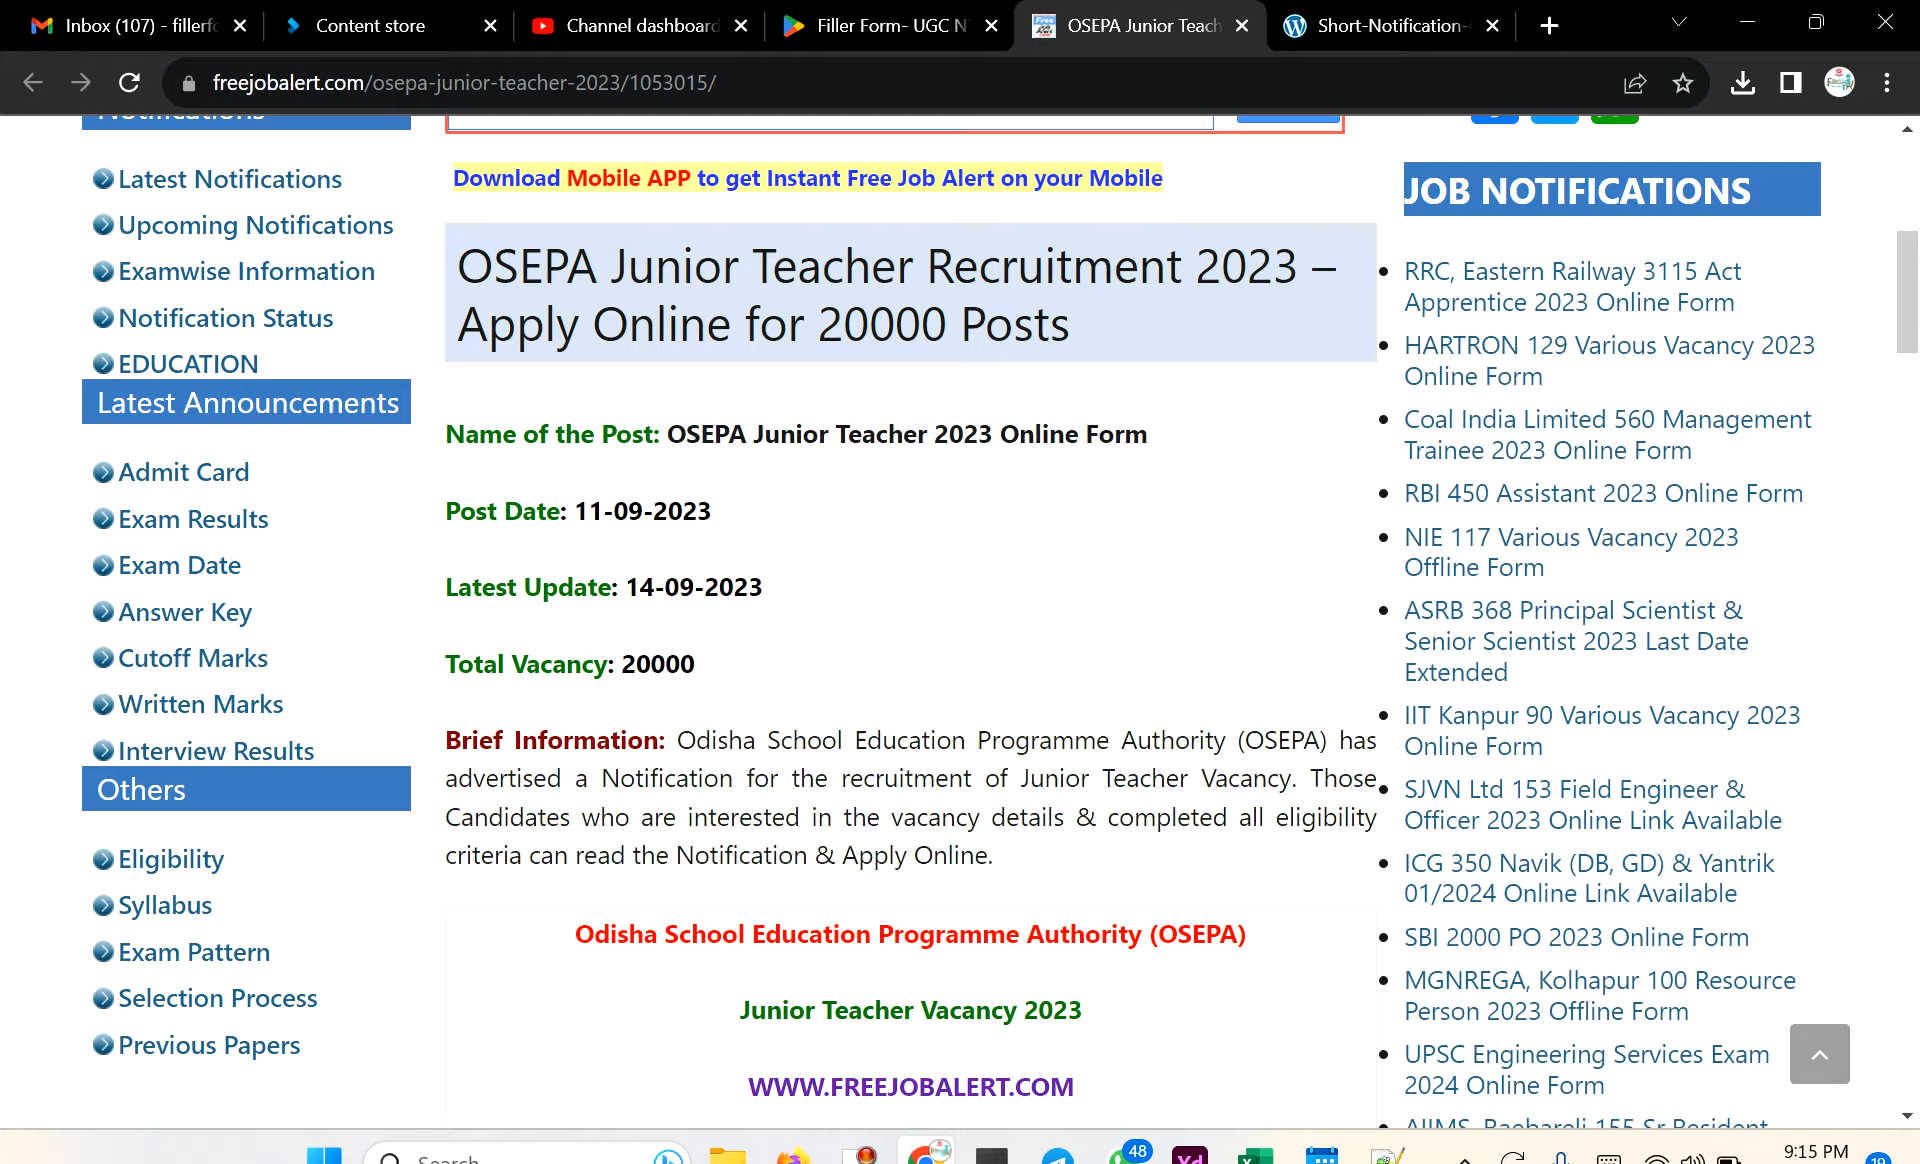 Inbox (107) - fillerfo
Content store
Channel dashboard
Filler Form- UGC N
OSEPA Junior Teach
Short-Notification-
freejobalert.com/osepa-junior-teacher-2023/1053015/
Notifications
Latest Notifications
Upcoming Notifications
Examwise Information
Notification Status
EDUCATION
Latest Announcements
Admit Card
Exam Results
Exam Date
Answer Key
Cutoff Marks
Written Marks
Interview Results
Others
Eligibility
Syllabus
Exam Pattern
Selection Process
Previous Papers
Download Mobile APP to get Instant Free Job Alert on your Mobile
OSEPA Junior Teacher Recruitment 2023 –
Apply Online for 20000 Posts
Name of the Post: OSEPA Junior Teacher 2023 Online Form
Post Date: 11-09-2023
Latest Update: 14-09-2023
Total Vacancy: 20000
Brief Information: Odisha School Education Programme Authority (OSEPA) has
advertised a Notification for the recruitment of Junior Teacher Vacancy. Those
Candidates who are interested in the vacancy details & completed all eligibility
criteria can read the Notification & Apply Online.
Odisha School Education Programme Authority (OSEPA)
Junior Teacher Vacancy 2023
WWW.FREEJOBALERT.COM
JOB NOTIFICATIONS
RRC, Eastern Railway 3115 Act
Apprentice 2023 Online Form
HARTRON 129 Various Vacancy 2023
Online Form
Coal India Limited 560 Management
Trainee 2023 Online Form
RBI 450 Assistant 2023 Online Form
NIE 117 Various Vacancy 2023
Offline Form
ASRB 368 Principal Scientist &
Senior Scientist 2023 Last Date
Extended
IIT Kanpur 90 Various Vacancy 2023
Online Form
SJVN Ltd 153 Field Engineer &
Officer 2023 Online Link Available
ICG 350 Navik (DB, GD) & Yantrik
01/2024 Online Link Available
SBI 2000 PO 2023 Online Form
MGNREGA, Kolhapur 100 Resource
Person 2023 Offline Form
UPSC Engineering Services Exam
2024 Online Form
AIIMS, Raebareli 155 Sr Resident
Search
48
Xd
9:15 PM
19